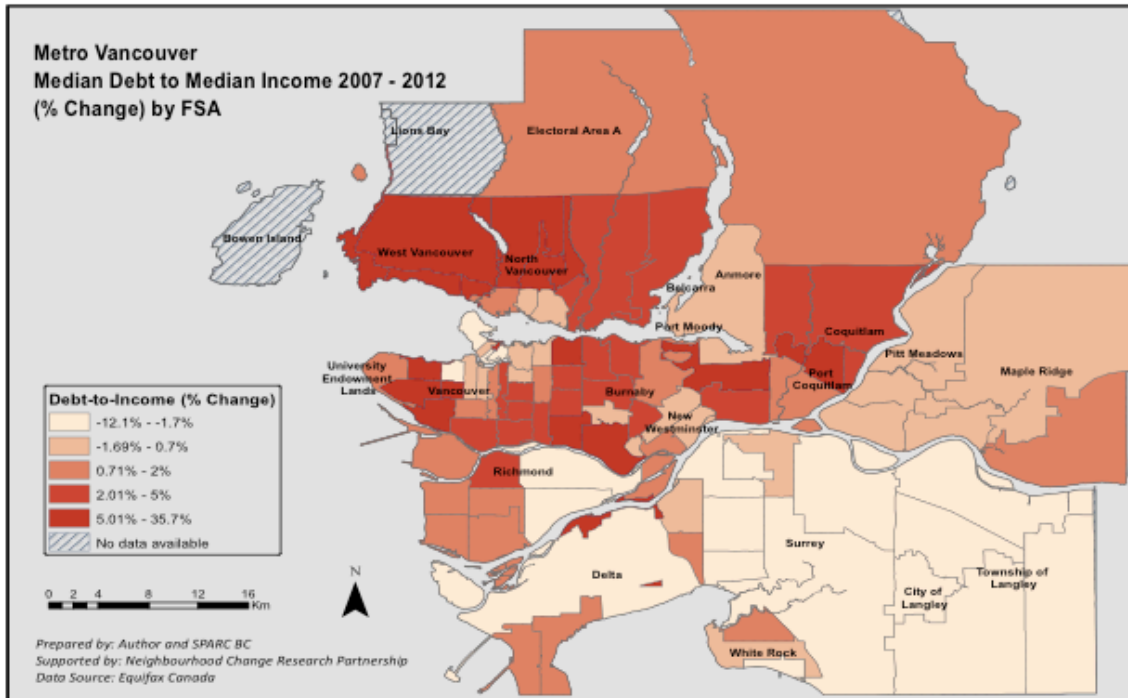 Metro Vancouver
Median Debt to Median Income 2007 - 2012
(% Change) by FSA
Lions Bay
Electoral Area A
Bowen Island
West Vancouver
North
Vancouver
Anmore
Belcarra
Port Moody
Coquitlam
Pitt Meadows
Maple Ridge
Port
Coquitlam
University
Endowment
Lands
Vancouver
Burnaby
New
Westminster
Richmond
Surrey
Delta
City of
Langley
Township of
Langley
White Rock
Debt-to-Income (% Change)
-12.1% - -1.7%
-1.69% - 0.7%
0.71% - 2%
2.01% - 5%
5.01% - 35.7%
No data available
N
0 2 4 8 12 16
Km
Prepared by: Author and SPARC BC
Supported by: Neighbourhood Change Research Partnership
Data Source: Equifax Canada